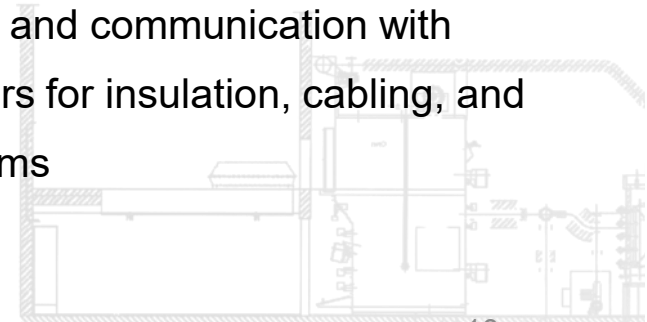 and communication with
rs for insulation, cabling, and
ms